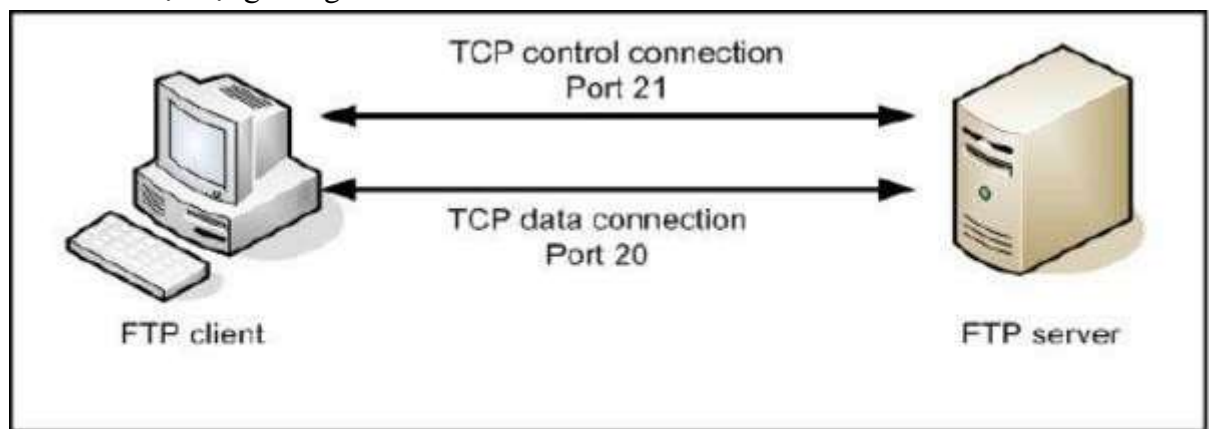 TCP control connection
Port 21
TCP data connection
Port 20
FTP client
FTP server